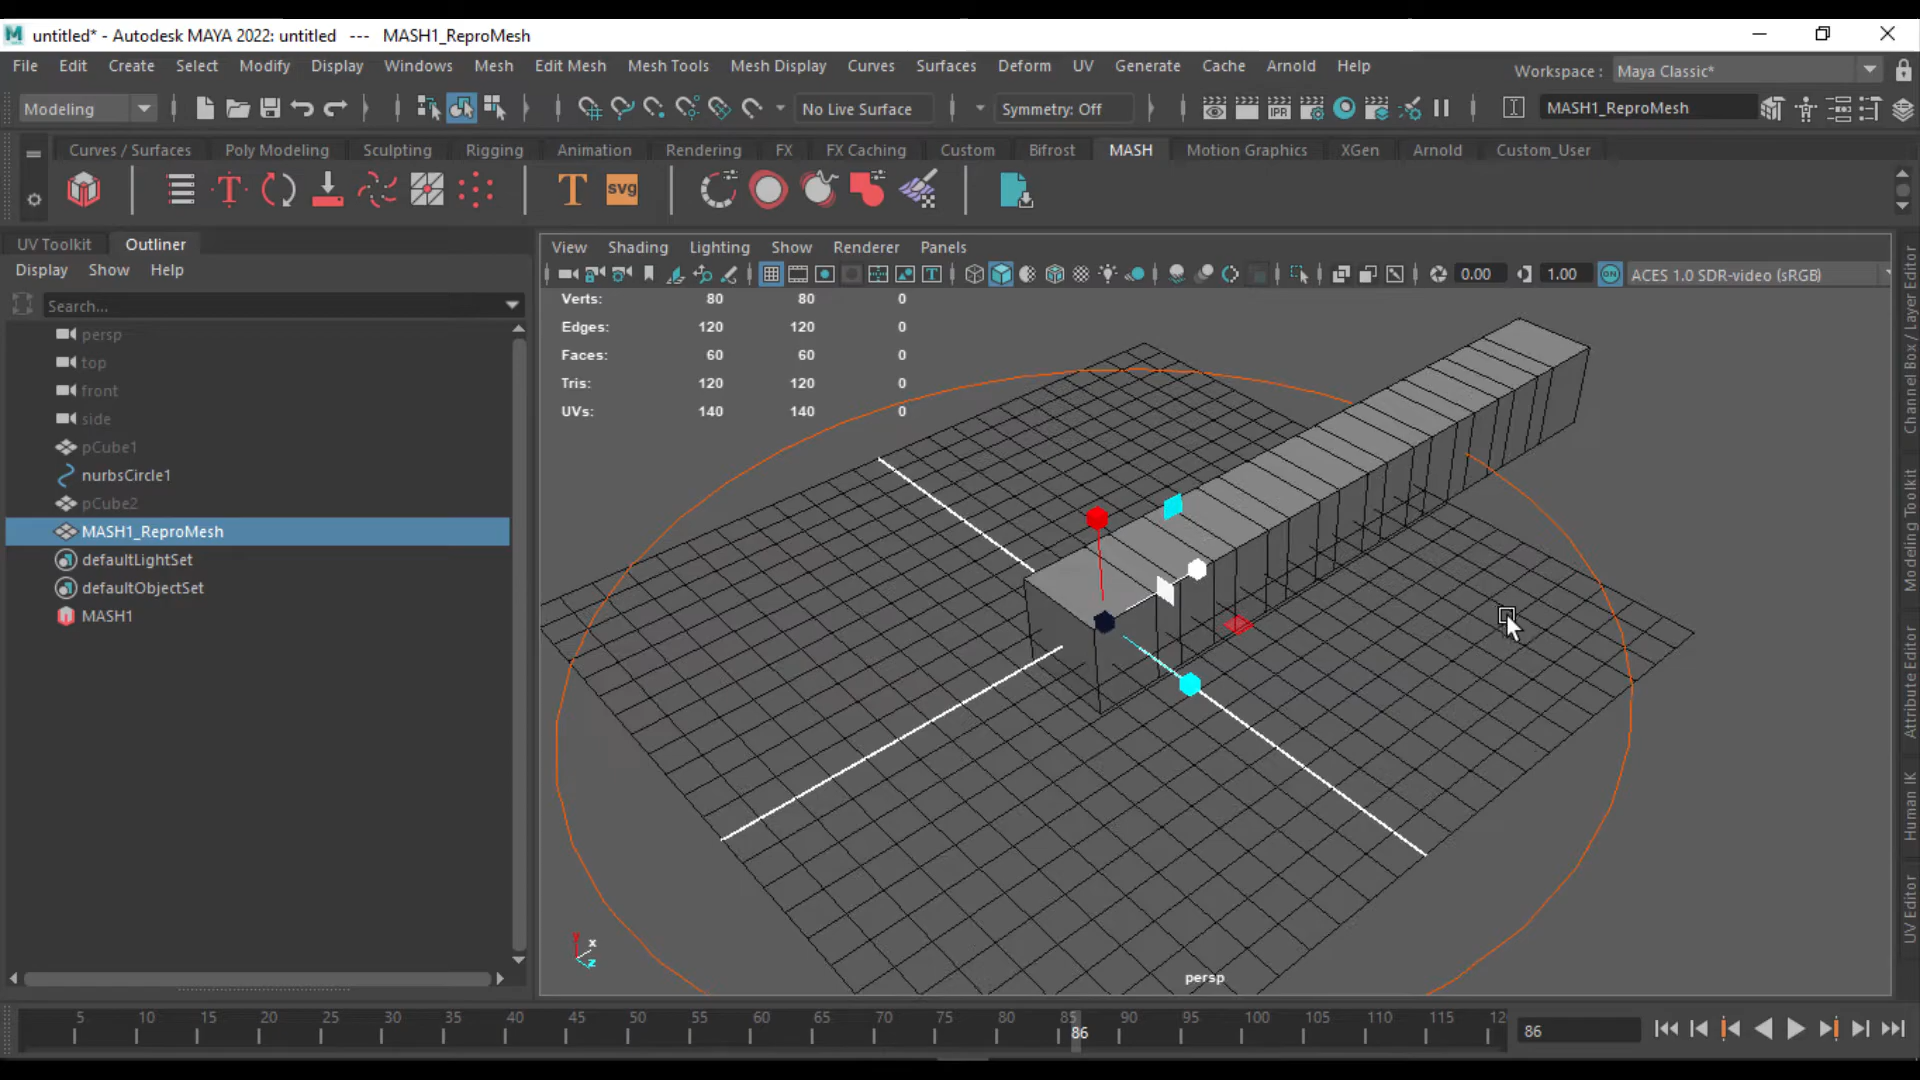 untitled* - Autodesk MAYA 2022: untitled --- MASH1_ReproMesh
File Edit Create Select Modify Display Windows Mesh Edit Mesh Mesh Tools Mesh Display Curves Surfaces Deform UV Generate Cache Arnold Help Workspace : Maya Classic*
Modeling No Live Surface Symmetry: Off IPR MASH1_ReproMesh
Curves / Surfaces Poly Modeling Sculpting Rigging Animation Rendering FX FX Caching Custom Bifrost MASH Motion Graphics XGen Arnold Custom_User
T T svg
UV Toolkit Outliner
View Shading Lighting Show Renderer Panels
Display Show Help
0.00 1.00 ON ACES 1.0 SDR-video (sRGB)
Search...
Verts: 80 80 0
Edges: 120 120 0
Faces: 60 60 0
Tris: 120 120 0
UVs: 140 140 0
persp
top
front
side
pCube1
nurbsCircle1
pCube2
MASH1_ReproMesh
defaultLightSet
defaultObjectSet
MASH1
Channel Box / Layer Editor
Modeling Toolkit
Attribute Editor
Human IK
UV Editor
y x z
persp
5 10 15 20 25 30 35 40 45 50 55 60 65 70 75 80 85 90 95 100 105 110 115 12
86 86